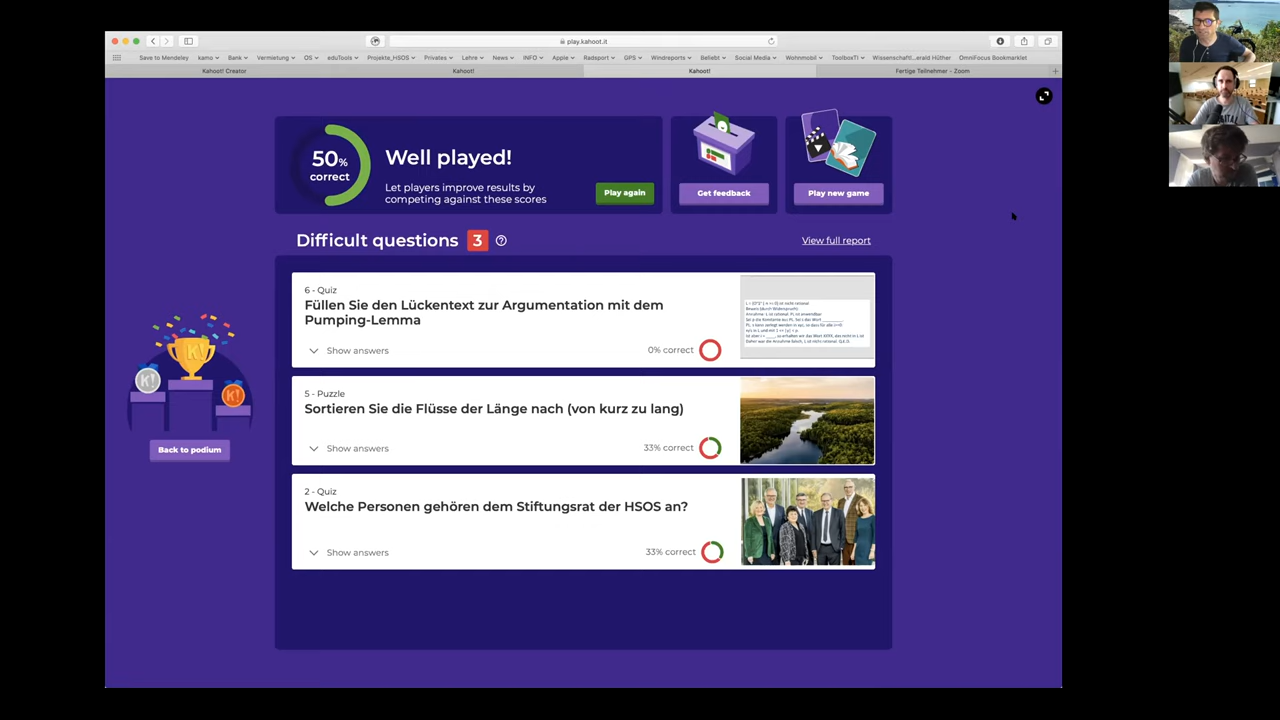 play.kahoot.it
Save to Mendeley kams Bank Vermietung OS eduTools Projekte_HSOS Privates Lehre News INFO Apple Radsport GPS Windreports Beliebt Social Media Wohnmobil ToolboxTI Wissenschaftl...erald Hüther OmniFocus Bookmarklet
Kahoot! Creator Kahoot! Kahoot! Fertige Teilnehmer - Zoom
50%
correct
Well played!
Let players improve results by
competing against these scores
Play again
Get feedback
Play new game
Difficult questions 3 ?
View full report
6 - Quiz
Füllen Sie den Lückentext zur Argumentation mit dem
Pumping-Lemma
Show answers
0% correct
5 - Puzzle
Sortieren Sie die Flüsse der Länge nach (von kurz zu lang)
Show answers
33% correct
2 - Quiz
Welche Personen gehören dem Stiftungsrat der HSOS an?
Show answers
33% correct
K!
K!
K!
Back to podium